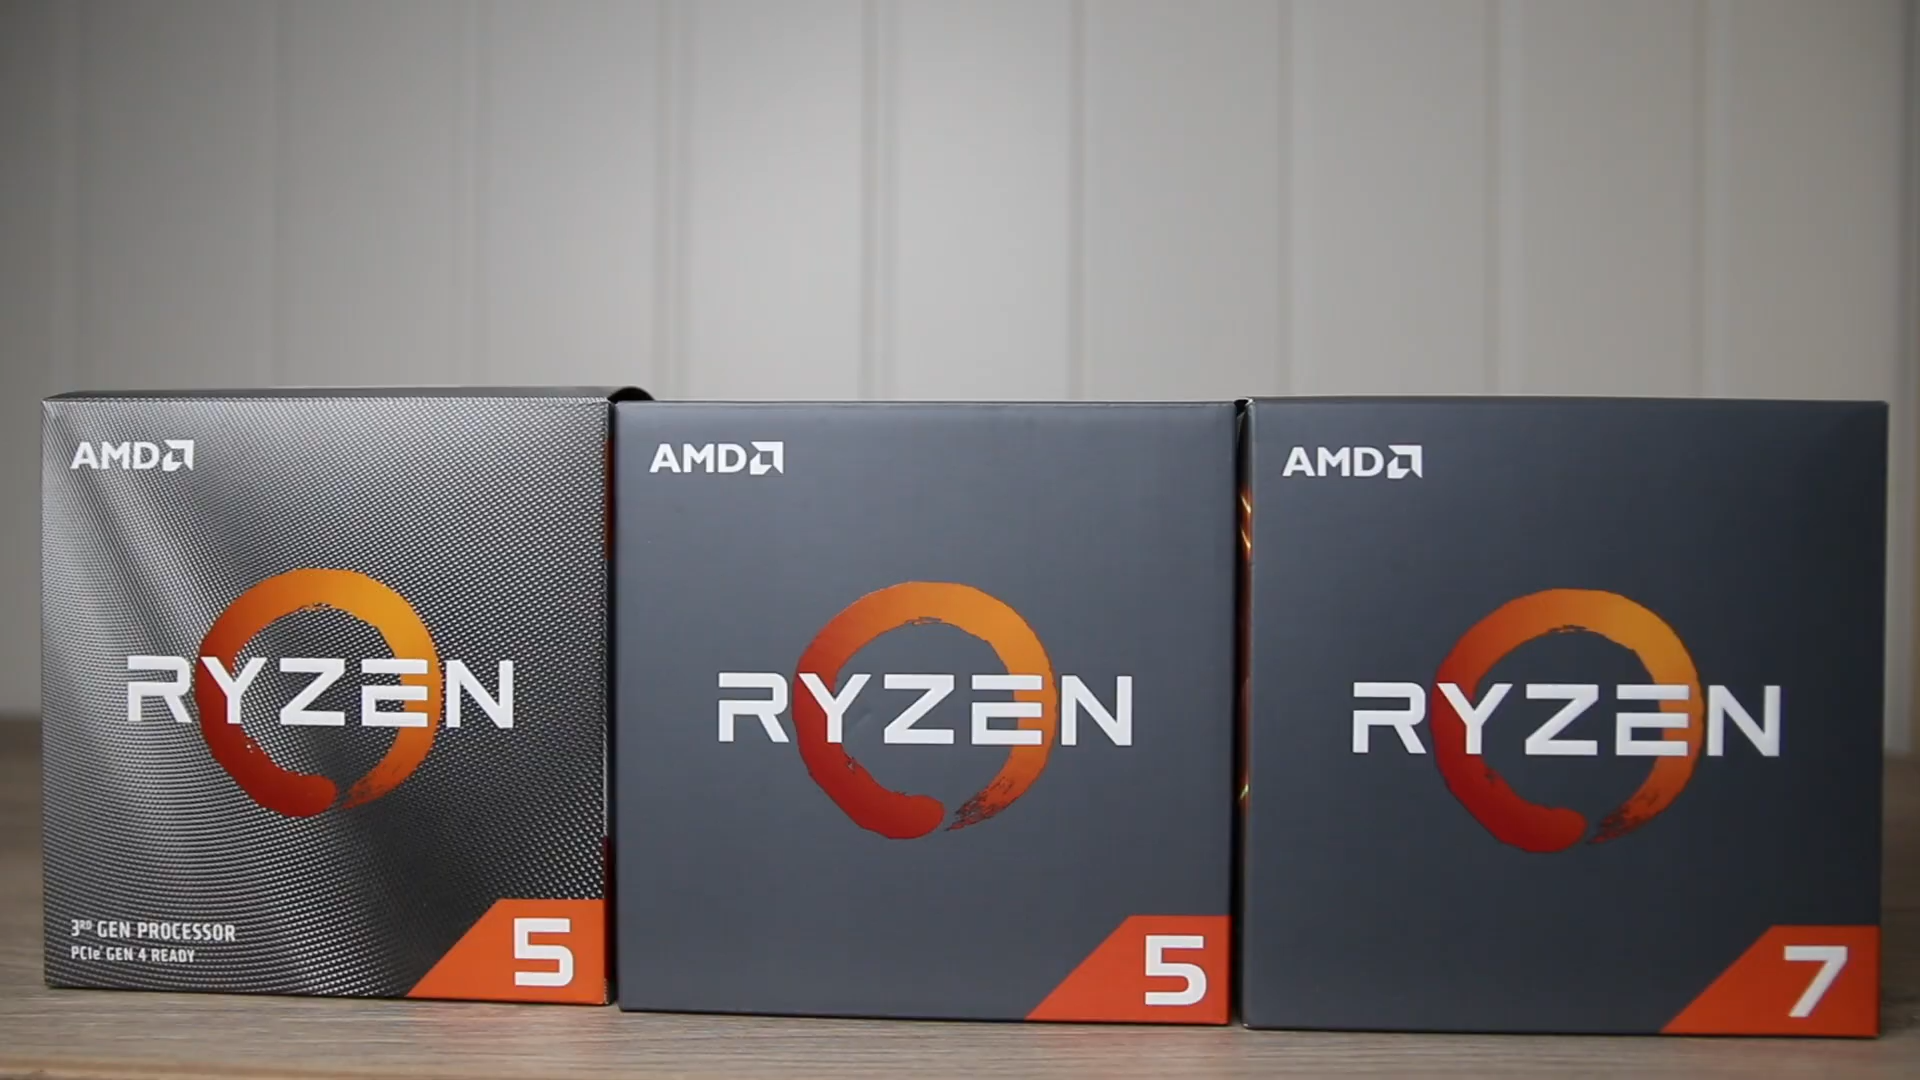 AMD
RYZEN
3RD GEN PROCESSOR
PCIe® GEN 4 READY
5
AMD
RYZEN
5
AMD
RYZEN
7